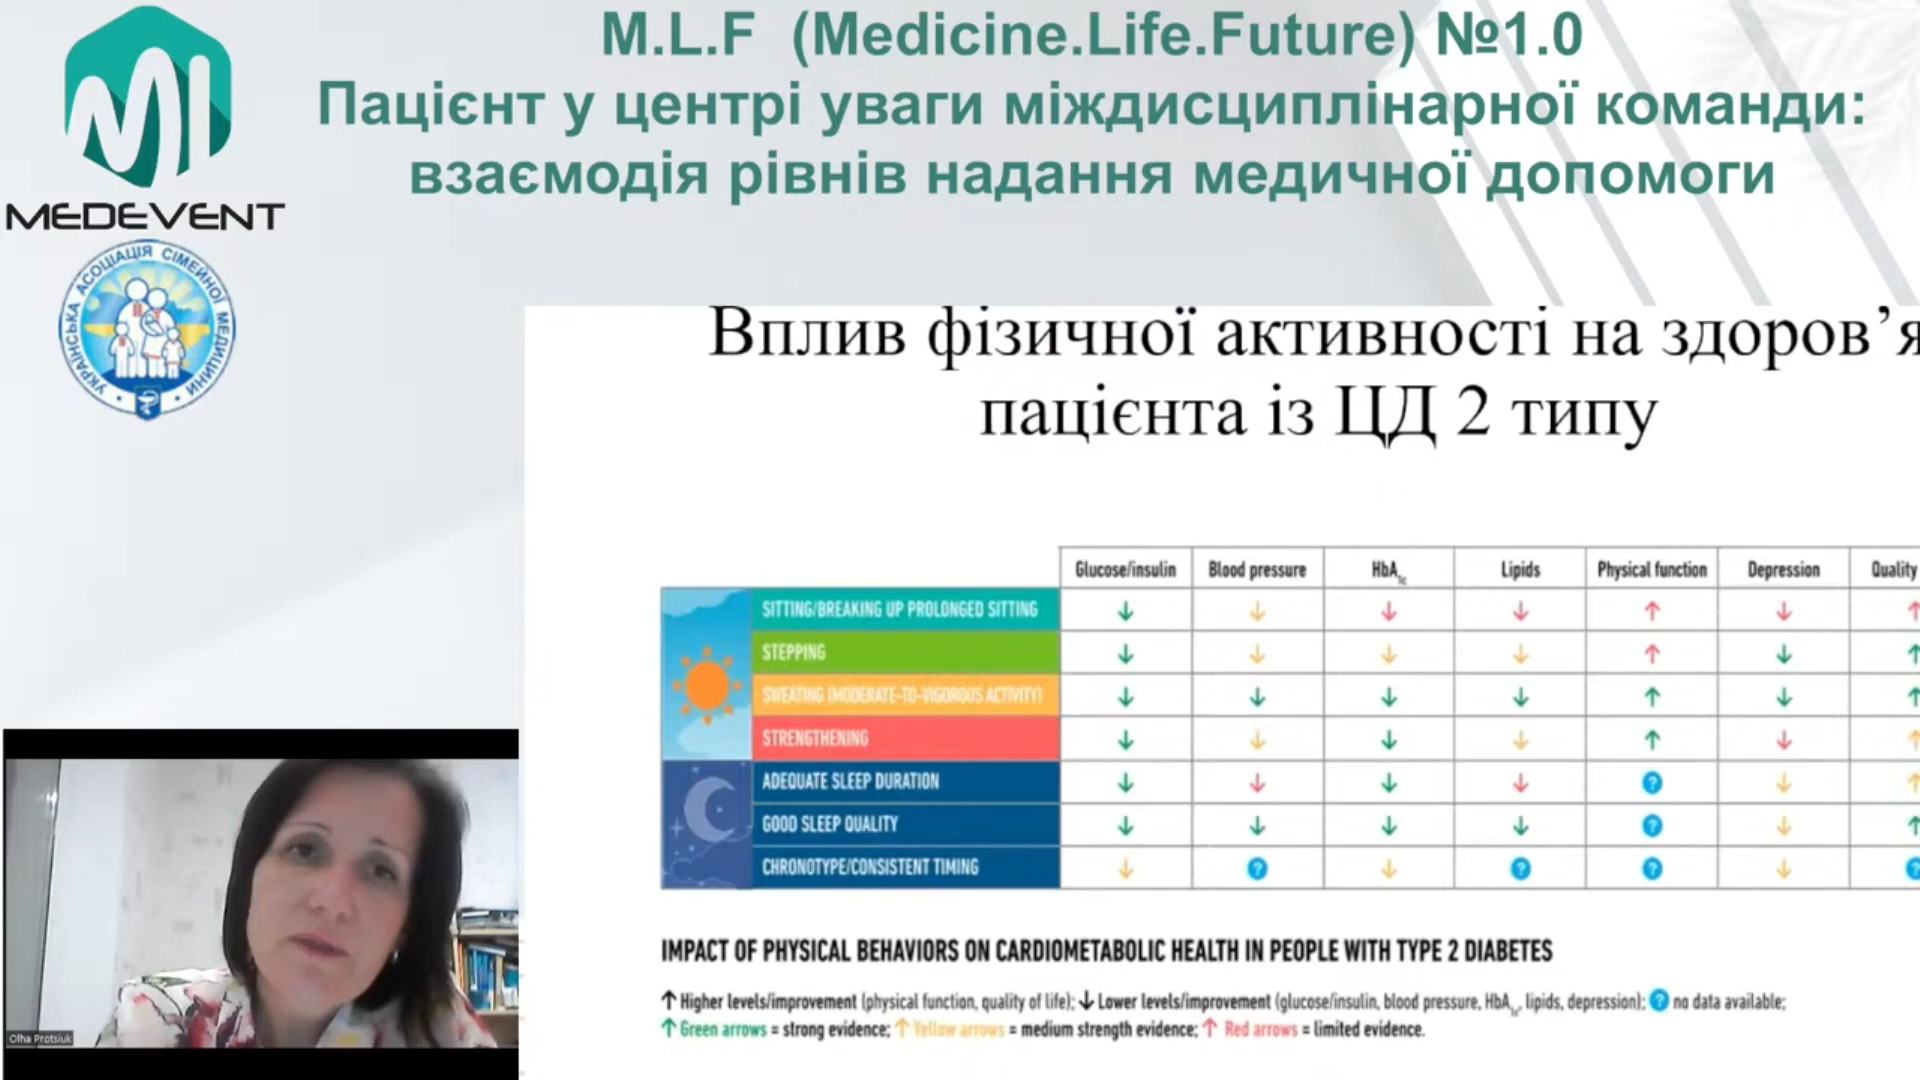 M.L.F (Medicine.Life.Future) №1.0
Пацієнт у центрі уваги міждисциплінарної команди:
взаємодія рівнів надання медичної допомоги
MEDEVENT
УКРАЇНСЬКА АСОЦІАЦІЯ СІМЕЙНОЇ МЕДИЦИНИ
Вплив фізичної активності на здоров’я
пацієнта із ЦД 2 типу
Glucose/insulin Blood pressure HbA1c Lipids Physical function Depression Quality
SITTING/BREAKING UP PROLONGED SITTING ↓ ↓ ↓ ↓ ↑ ↓ ↑
STEPPING ↓ ↓ ↓ ↓ ↑ ↓ ↑
SWEATING (MODERATE-TO-VIGOROUS ACTIVITY) ↓ ↓ ↓ ↓ ↑ ↓ ↑
STRENGTHENING ↓ ↓ ↓ ↓ ↑ ↓ ↑
ADEQUATE SLEEP DURATION ↓ ↓ ↓ ↓ ? ↓ ↑
GOOD SLEEP QUALITY ↓ ↓ ↓ ↓ ? ↓ ↑
CHRONOTYPE/CONSISTENT TIMING ↓ ? ↓ ? ? ↓ ?
IMPACT OF PHYSICAL BEHAVIORS ON CARDIOMETABOLIC HEALTH IN PEOPLE WITH TYPE 2 DIABETES
↑ Higher levels/improvement (physical function, quality of life); ↓ Lower levels/improvement (glucose/insulin, blood pressure, HbA1c, lipids, depression); ? no data available;
↑ Green arrows = strong evidence; ↑ Yellow arrows = medium strength evidence; ↑ Red arrows = limited evidence.
Olha Protsiuk